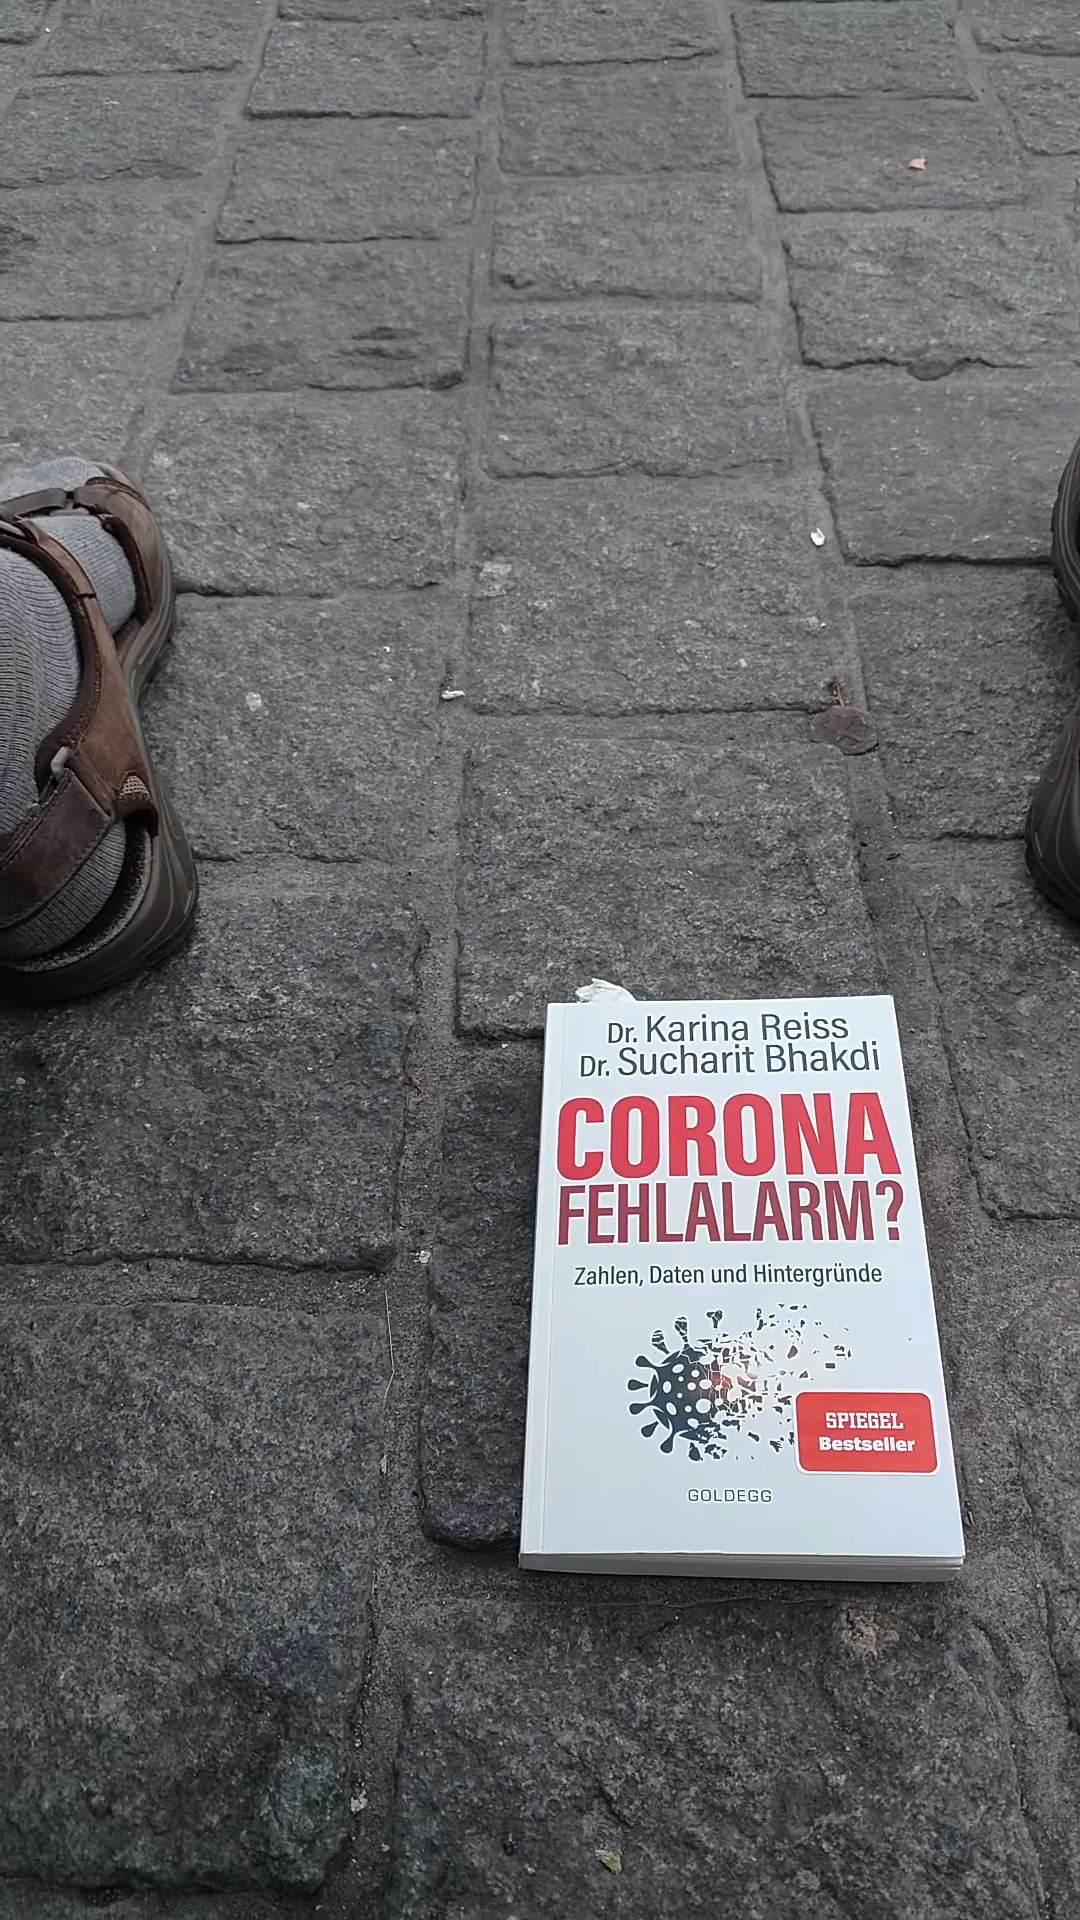 Dr. Karina Reiss
Dr. Sucharit Bhakdi
CORONA
FEHLALARM?
Zahlen, Daten und Hintergründe
SPIEGEL
Bestseller
GOLDEGG